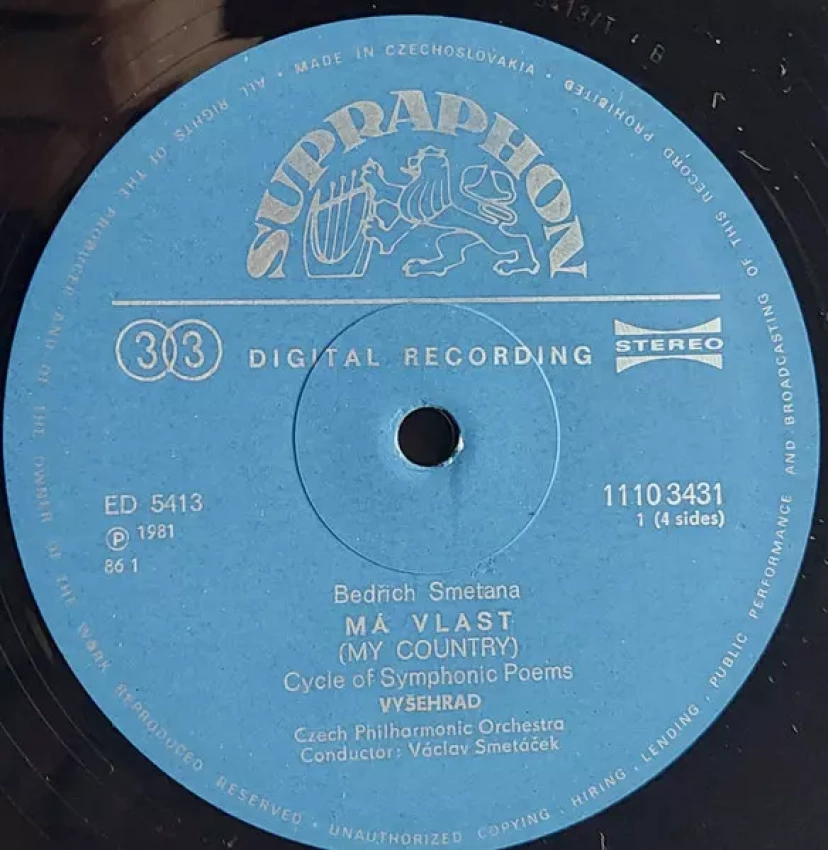 SUPRAPHON
33 DIGITAL RECORDING STEREO
ED 5413
Ⓟ 1981
86 1
1110 3431
1 (4 sides)
Bedřich Smetana
MÁ VLAST
(MY COUNTRY)
Cycle of Symphonic Poems
VYŠEHRAD
Czech Philharmonic Orchestra
Conductor: Václav Smetáček
MADE IN CZECHOSLOVAKIA · ALL RIGHTS OF THE PRODUCER AND OF THE OWNER OF THE WORK REPRODUCED RESERVED · UNAUTHORIZED COPYING · HIRING · LENDING · PUBLIC PERFORMANCE AND BROADCASTING OF THIS RECORD PROHIBITED